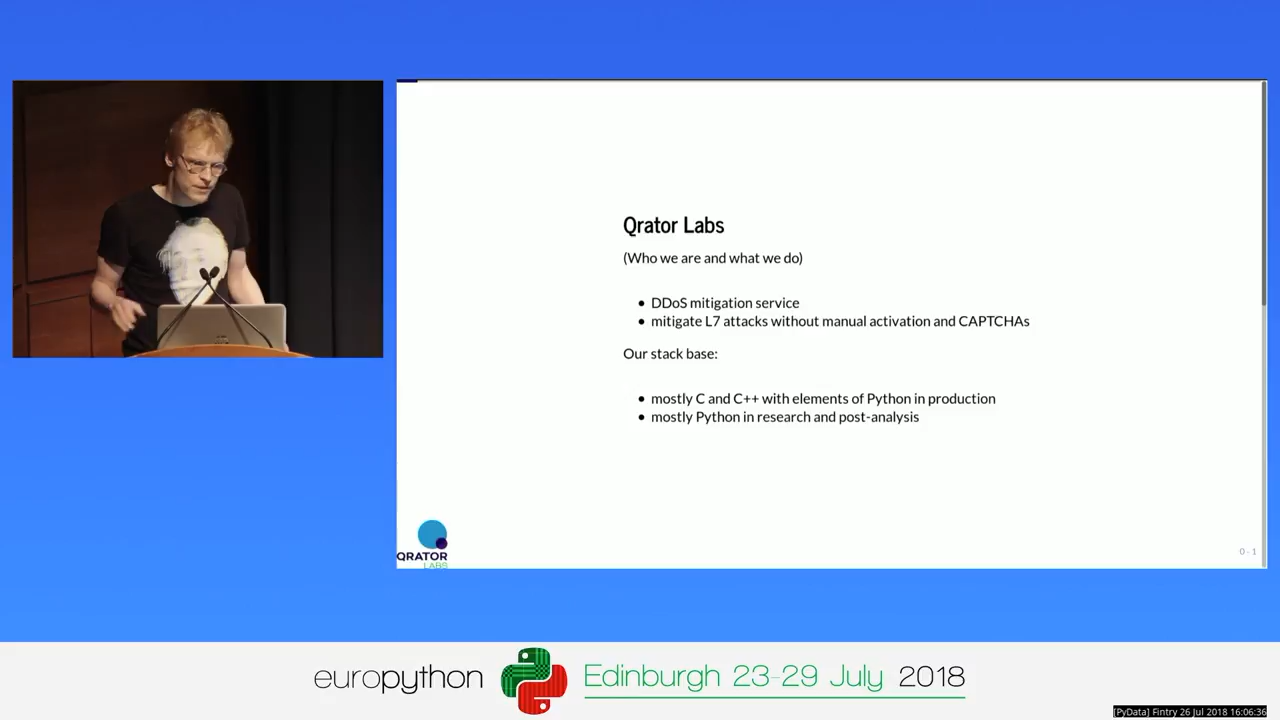 Qrator Labs
(Who we are and what we do)
• DDoS mitigation service
• mitigate L7 attacks without manual activation and CAPTCHAs
Our stack base:
• mostly C and C++ with elements of Python in production
• mostly Python in research and post-analysis
QRATOR
LABS
0 - 1
europython
Edinburgh 23-29 July 2018
[PyData] Fintry 26 Jul 2018 16:06:36